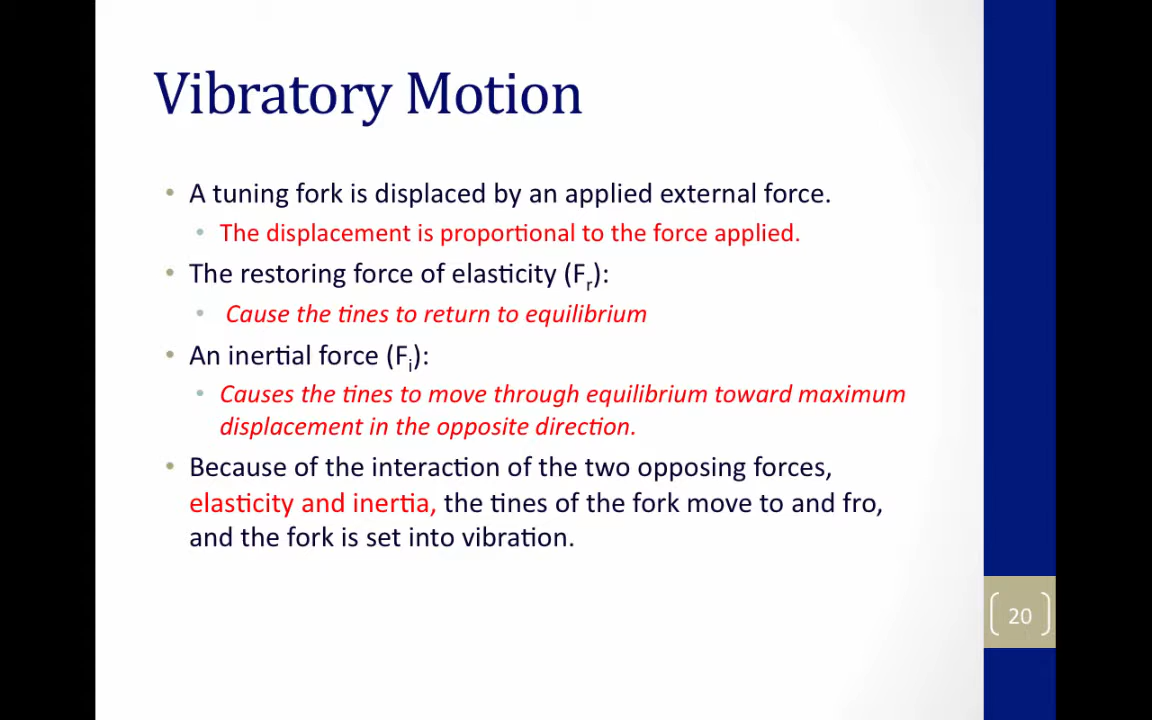 Vibratory Motion
• A tuning fork is displaced by an applied external force.
• The displacement is proportional to the force applied.
• The restoring force of elasticity (Fr):
• Cause the tines to return to equilibrium
• An inertial force (Fi):
• Causes the tines to move through equilibrium toward maximum
displacement in the opposite direction.
• Because of the interaction of the two opposing forces,
elasticity and inertia, the tines of the fork move to and fro,
and the fork is set into vibration.
20